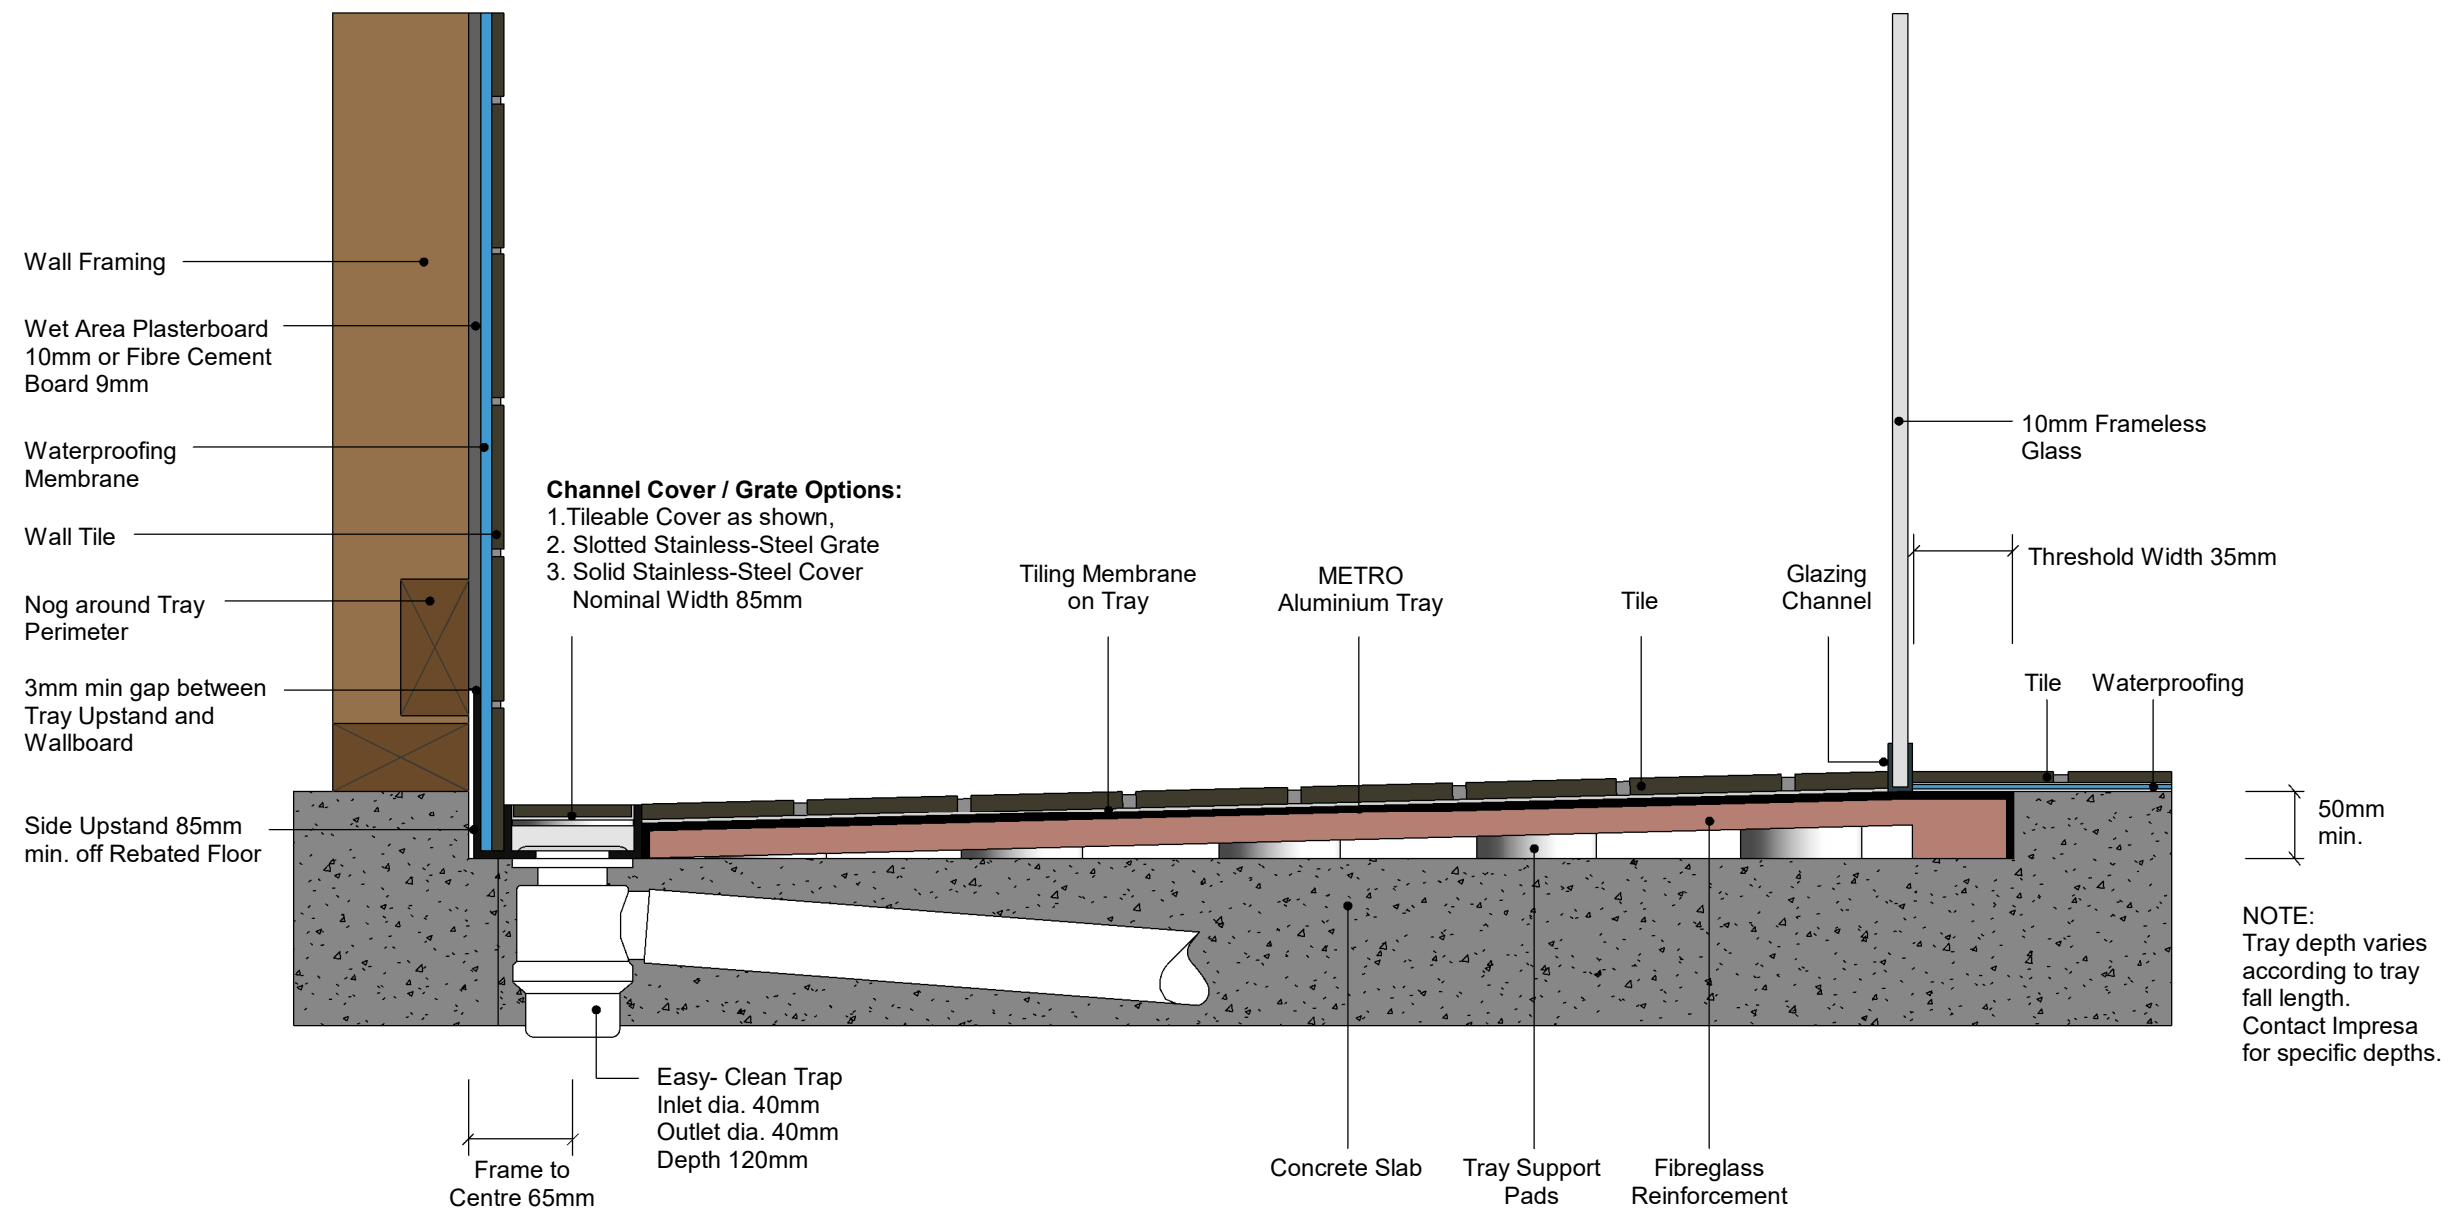 Wall Framing
Wet Area Plasterboard
10mm or Fibre Cement
Board 9mm
Waterproofing
Membrane
Wall Tile
Nog around Tray
Perimeter
3mm min gap between
Tray Upstand and
Wallboard
Side Upstand 85mm
min. off Rebated Floor
Channel Cover / Grate Options:
1.Tileable Cover as shown,
2. Slotted Stainless-Steel Grate
3. Solid Stainless-Steel Cover
Nominal Width 85mm
Tiling Membrane
on Tray
METRO
Aluminium Tray
Tile
Glazing
Channel
10mm Frameless
Glass
Threshold Width 35mm
Tile
Waterproofing
50mm
min.
NOTE:
Tray depth varies
according to tray
fall length.
Contact Impresa
for specific depths.
Easy- Clean Trap
Inlet dia. 40mm
Outlet dia. 40mm
Depth 120mm
Frame to
Centre 65mm
Concrete Slab
Tray Support
Pads
Fibreglass
Reinforcement